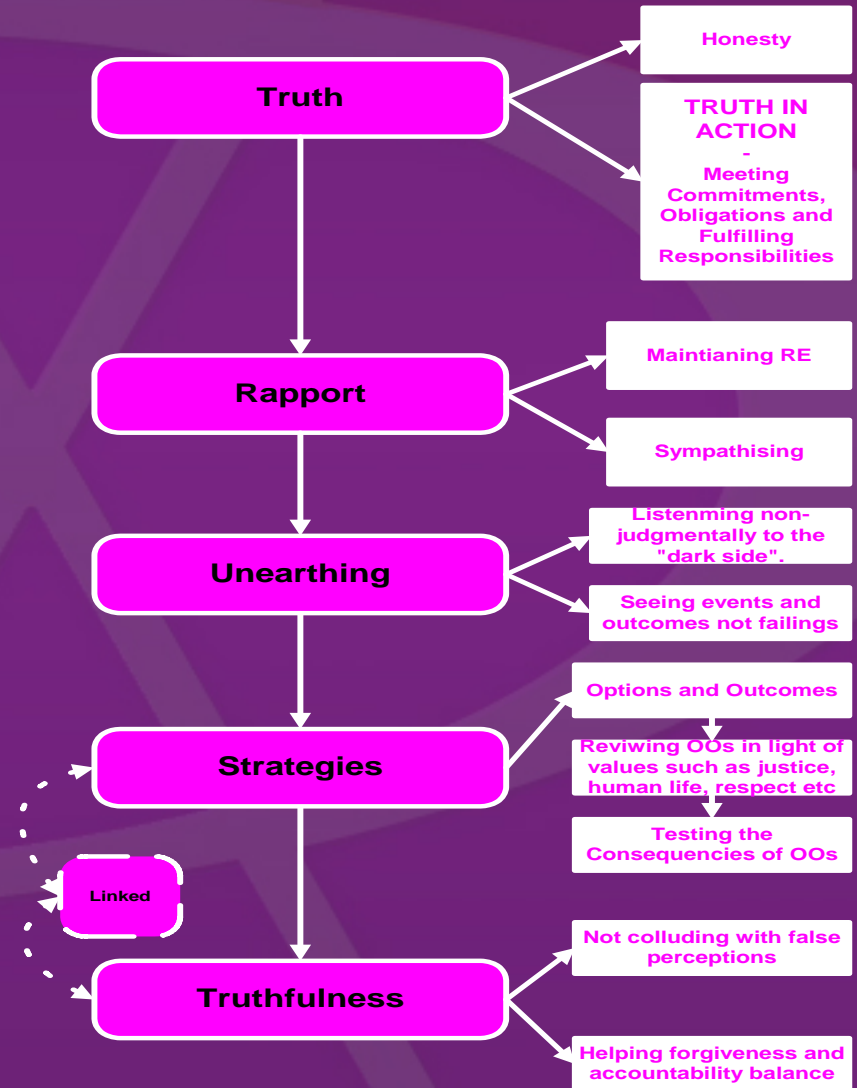 Truth
Honesty
TRUTH IN
ACTION
-
Meeting
Commitments,
Obligations and
Fulfilling
Responsibilities
Rapport
Maintianing RE
Sympathising
Unearthing
Listenming non-
judgmentally to the
"dark side".
Seeing events and
outcomes not failings
Strategies
Options and Outcomes
Reviwing OOs in light of
values such as justice,
human life, respect etc
Testing the
Consequencies of OOs
Linked
Truthfulness
Not colluding with false
perceptions
Helping forgiveness and
accountability balance